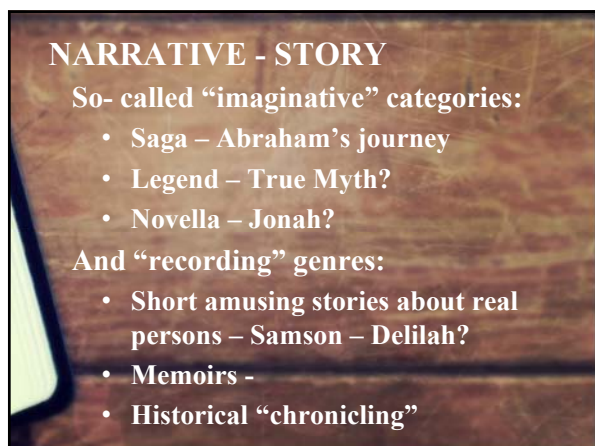 NARRATIVE - STORY
So- called “imaginative” categories:
• Saga – Abraham’s journey
• Legend – True Myth?
• Novella – Jonah?
And “recording” genres:
• Short amusing stories about real
persons – Samson – Delilah?
• Memoirs -
• Historical “chronicling”